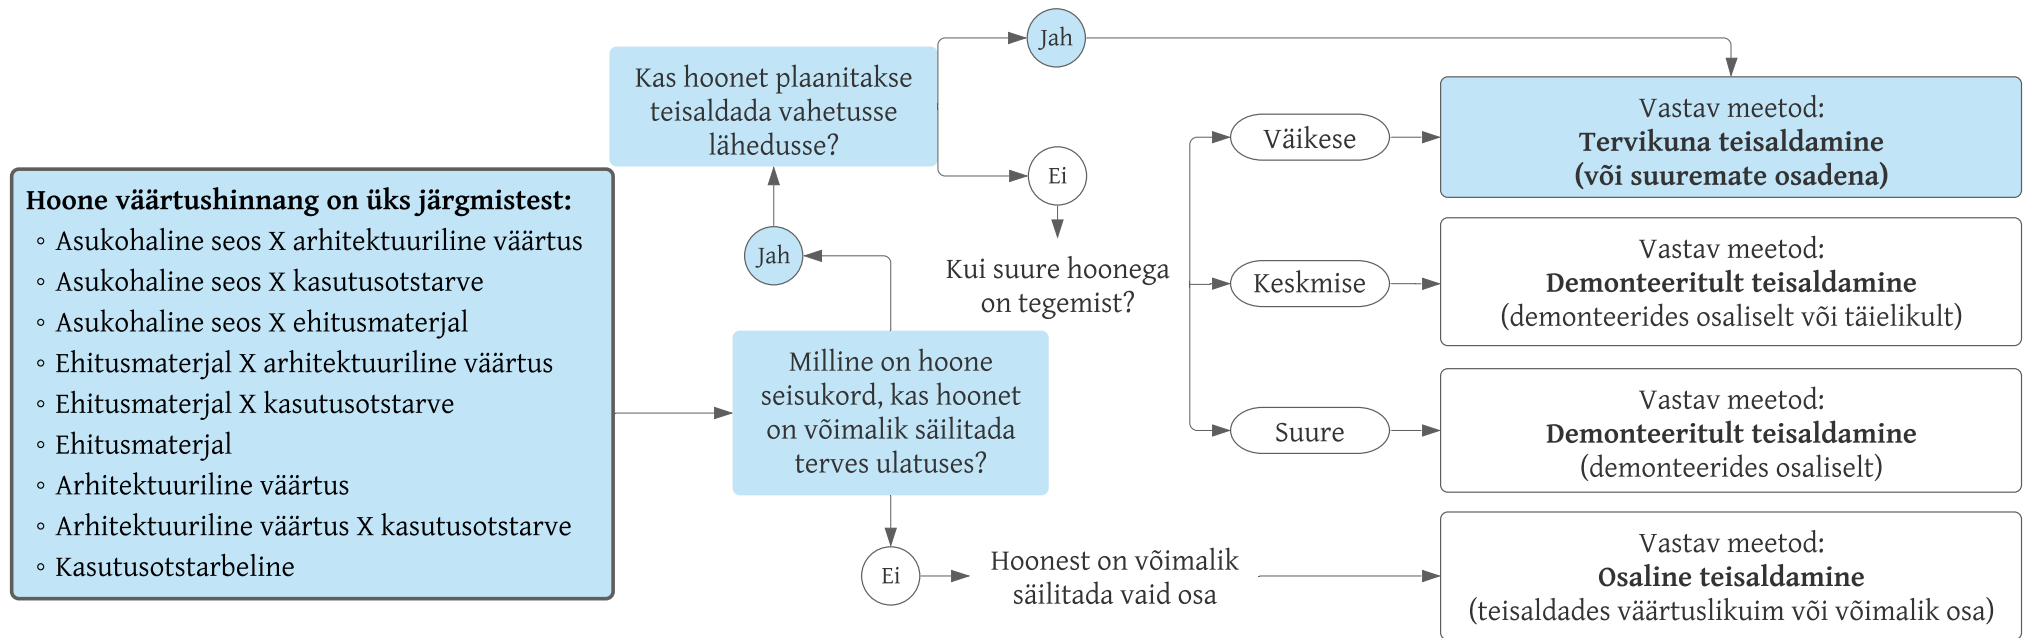 Hoone väärtushinnang on üks järgmistest:
◦ Asukohaline seos X arhitektuuriline väärtus
◦ Asukohaline seos X kasutusotstarve
◦ Asukohaline seos X ehitusmaterjal
◦ Ehitusmaterjal X arhitektuuriline väärtus
◦ Ehitusmaterjal X kasutusotstarve
◦ Ehitusmaterjal
◦ Arhitektuuriline väärtus
◦ Arhitektuuriline väärtus X kasutusotstarve
◦ Kasutusotstarbeline
Milline on hoone
seisukord, kas hoonet
on võimalik säilitada
terves ulatuses?
Jah
Kas hoonet plaanitakse
teisaldada vahetusse
lähedusse?
Jah
Ei
Kui suure hoonega
on tegemist?
Väikese
Keskmise
Suure
Vastav meetod:
Tervikuna teisaldamine
(või suuremate osadena)
Vastav meetod:
Demonteeritult teisaldamine
(demonteerides osaliselt või täielikult)
Vastav meetod:
Demonteeritult teisaldamine
(demonteerides osaliselt)
Ei
Hoonest on võimalik
säilitada vaid osa
Vastav meetod:
Osaline teisaldamine
(teisaldades väärtuslikuim või võimalik osa)